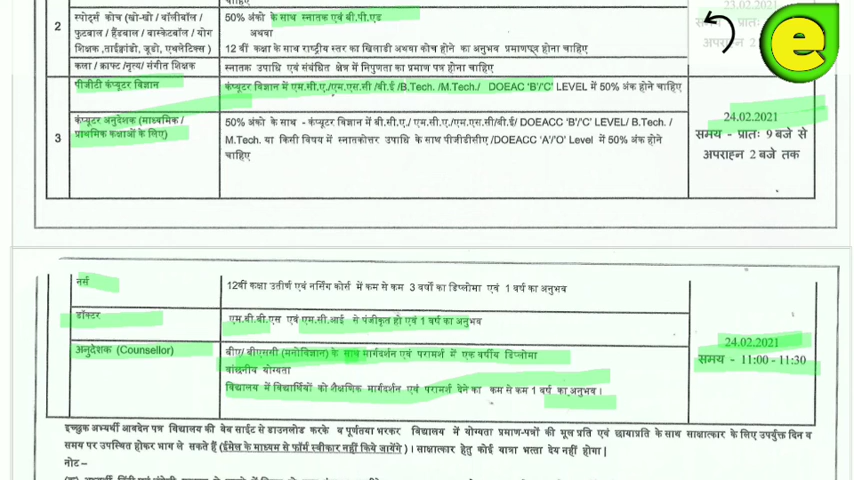 चाहिए
2
स्पोर्ट्स कोच (खो-खो / वॉलीबॉल /
फुटबाल / हैंडबाल / बास्केटबॉल / योग
शिक्षक,ताईक्वांडो, जूडो, एथलेटिक्स )
50% अंको के साथ स्नातक एवं बी.पी.एड
अथवा
12 वीं कक्षा के साथ राष्ट्रीय स्तर का खिलाडी अथवा कोच होने का अनुभव प्रमाणपत्र होना चाहिए
कला / क्राफ्ट /नृत्य/ संगीत शिक्षक
स्नातक उपाधि एवं संबंधित क्षेत्र में निपुणता का प्रमाण पत्र होना चाहिए
23.02.2021
e
3
पीजीटी कंप्यूटर विज्ञान
कंप्यूटर विज्ञान में एम.सी.ए./एम.एस.सी /बी.ई /B.Tech. /M.Tech./ DOEAC 'B'/'C' LEVEL में 50% अंक होने चाहिए
कंप्यूटर अनुदेशक (माध्यमिक /
प्राथमिक कक्षाओं के लिए)
50% अंको के साथ - कंप्यूटर विज्ञान में बी.सी.ए./ एम.सी.ए./एम.एस.सी/बी.ई/ DOEACC 'B'/'C' LEVEL/ B.Tech. /
M.Tech. या किसी विषय में स्नातकोत्तर उपाधि के साथ पीजीडीसीए /DOEACC 'A'/'O' Level में 50% अंक होने
चाहिए
24.02.2021
समय - प्रातः 9 बजे से
अपराह्न 2 बजे तक
नर्स
12वीं कक्षा उतीर्ण एवं नर्सिंग कोर्स में कम से कम 3 वर्षों का डिप्लोमा एवं 1 वर्ष का अनुभव
डॉक्टर
एम.बी.बी.एस एवं एम.सी.आई से पंजीकृत हो एवं 1 वर्ष का अनुभव
अनुदेशक (Counsellor)
बीए/ बीएससी (मनोविज्ञान) के साथ मार्गदर्शन एवं परामर्श में एक वर्षीय डिप्लोमा
वांछनीय योग्यता
विद्यालय में विद्यार्थियों को शैक्षणिक मार्गदर्शन एवं परामर्श देने का कम से कम 1 वर्ष का अनुभव ।
24.02.2021
समय - 11:00 - 11:30
इच्छुक अभ्यर्थी आवदेन पत्र विद्यालय की वेब साईट से डाउनलोड करके व पूर्णतया भरकर विद्यालय में योग्यता प्रमाण-पत्रों की मूल प्रति एवं छायाप्रति के साथ साक्षात्कार के लिए उपर्युक्त दिन व
समय पर उपस्थित होकर भाग ले सकते हैं (ईमेल के माध्यम से फॉर्म स्वीकार नहीं किये जायेंगे ) । साक्षात्कार हेतु कोई यात्रा भत्ता देय नहीं होगा |
नोट –